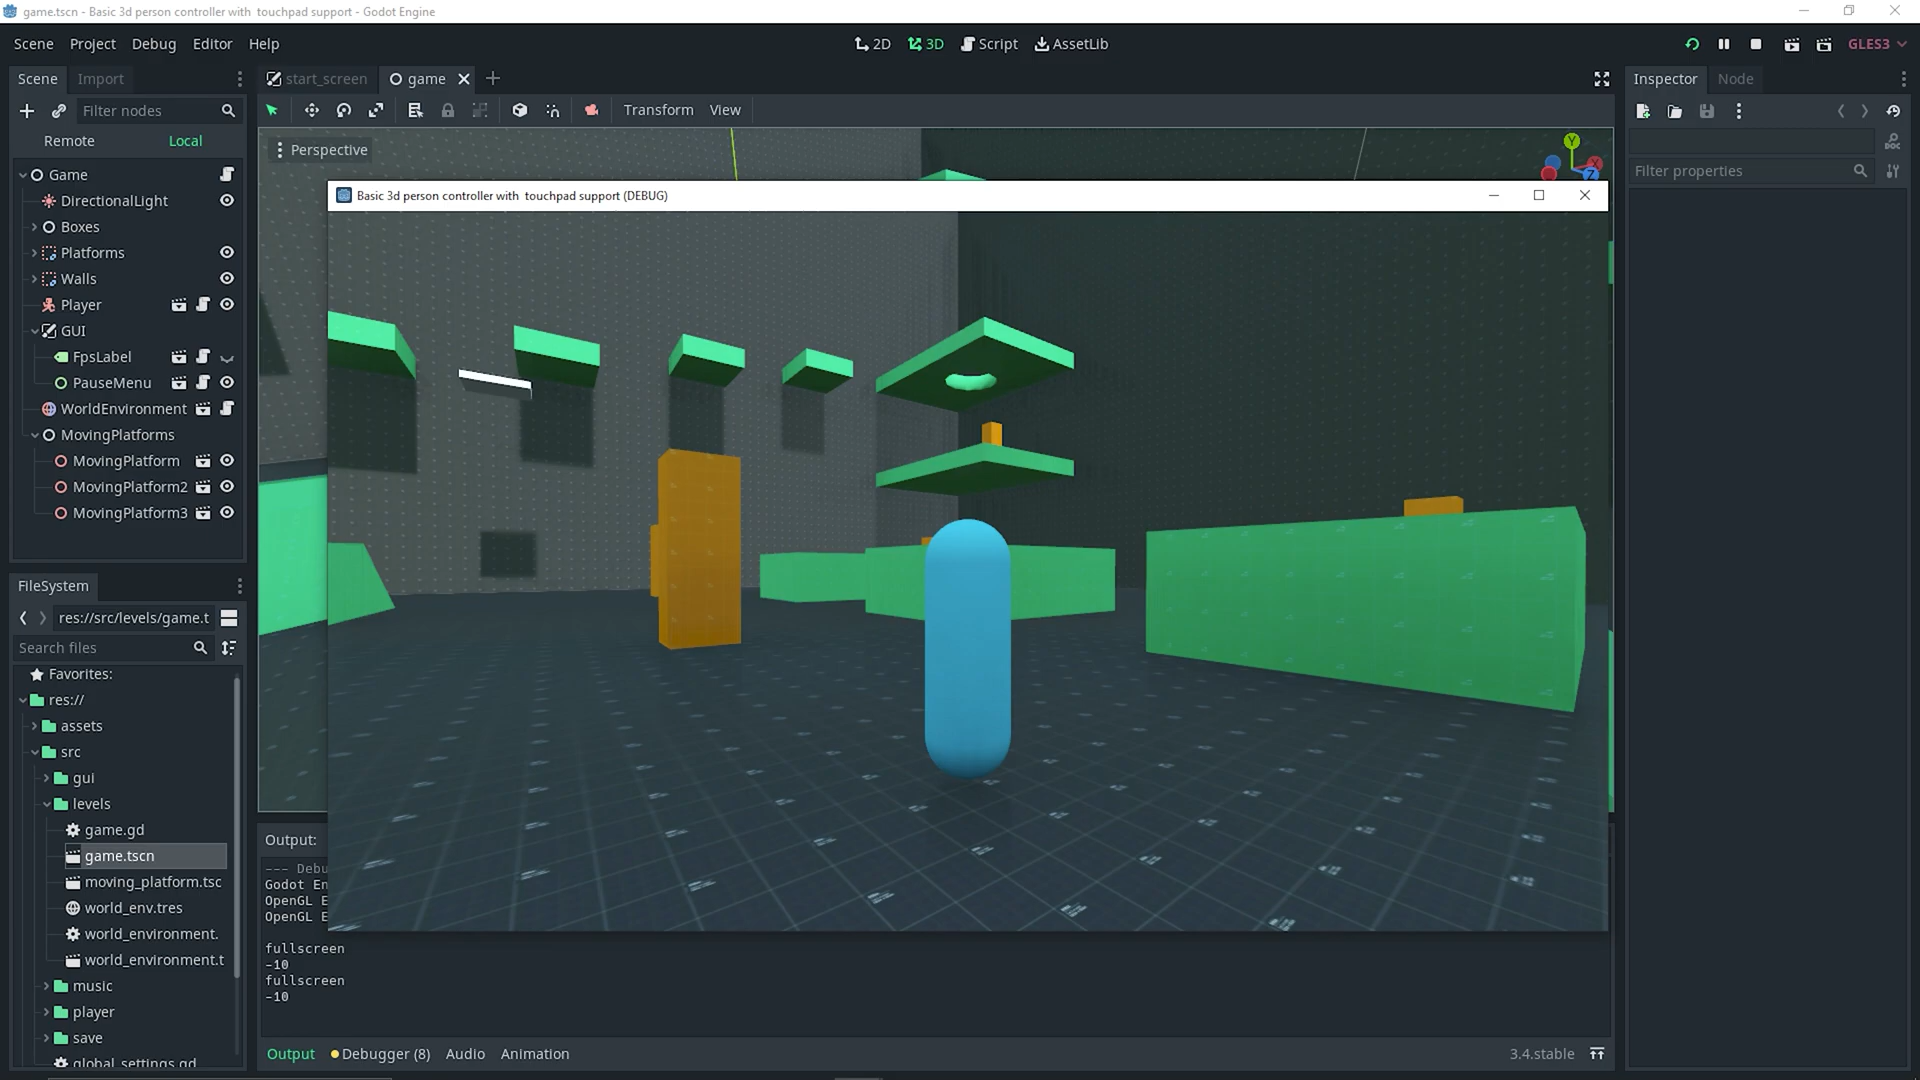 game.tscn - Basic 3d person controller with  touchpad support - Godot Engine
Scene Project Debug Editor Help
2D 3D Script AssetLib
GLES3
Scene Import
start_screen game
Inspector Node
Filter nodes
Transform View
Remote Local
Perspective
Y
X
Z
DOC
Filter properties
Game
DirectionalLight
Boxes
Platforms
Walls
Player
GUI
FpsLabel
PauseMenu
WorldEnvironment
MovingPlatforms
MovingPlatform
MovingPlatform2
MovingPlatform3
Basic 3d person controller with  touchpad support (DEBUG)
FileSystem
res://src/levels/game.t
Search files
Favorites:
res://
assets
src
gui
levels
game.gd
game.tscn
moving_platform.tsc
world_env.tres
world_environment.
world_environment.t
music
player
save
global_settings.gd
Output:
--- Debu
Godot En
OpenGL E
OpenGL E
fullscreen
-10
fullscreen
-10
Output Debugger (8) Audio Animation
3.4.stable